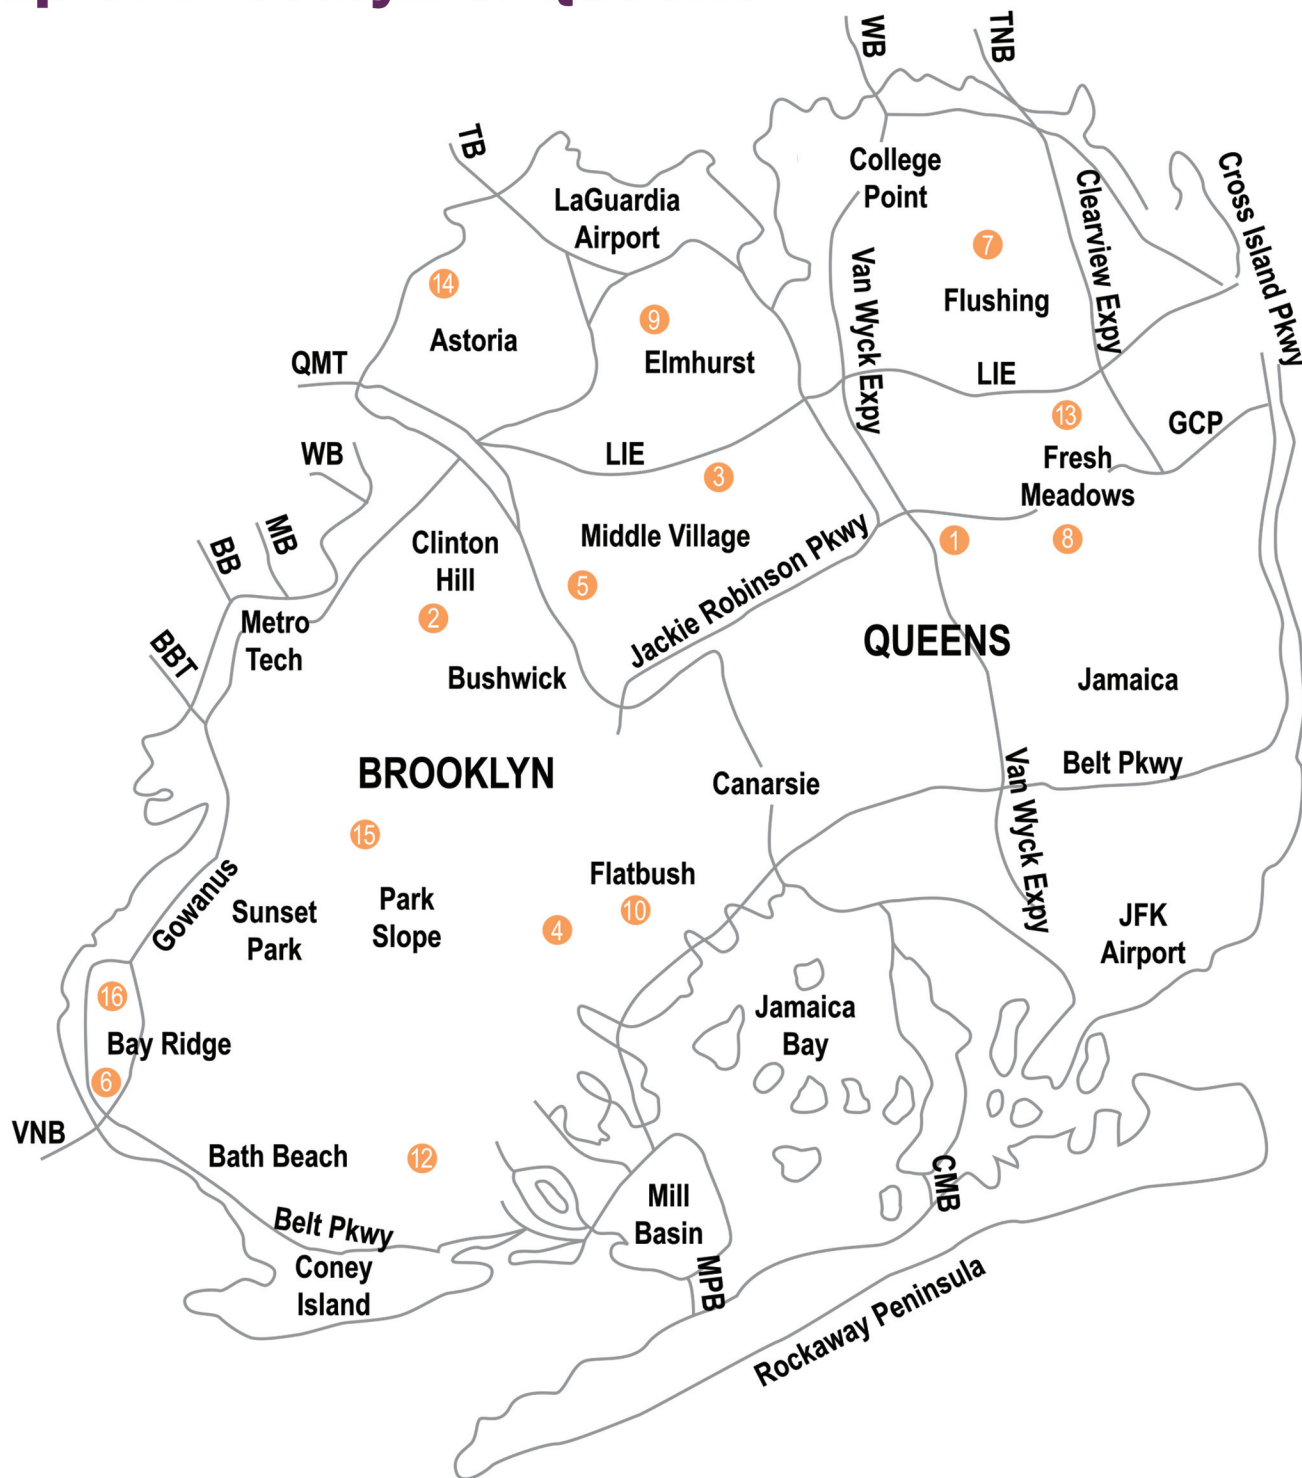 WB
TNB
TB
College
Point
LaGuardia
Airport
Cross Island Pkwy
Clearview Expy
7
Van Wyck Expy
14
Flushing
9
Astoria
Elmhurst
QMT
LIE
13
GCP
WB
LIE
Fresh
Meadows
3
MB
BB
Clinton
Hill
Middle Village
1
8
5
Jackie Robinson Pkwy
2
Metro
Tech
BBT
QUEENS
Bushwick
Jamaica
BROOKLYN
Canarsie
Belt Pkwy
Van Wyck Expy
15
Flatbush
Gowanus
Sunset
Park
Park
Slope
10
4
JFK
Airport
16
Jamaica
Bay
Bay Ridge
6
VNB
Bath Beach
12
CMB
Mill
Basin
Belt Pkwy
Coney
Island
MPB
Rockaway Peninsula